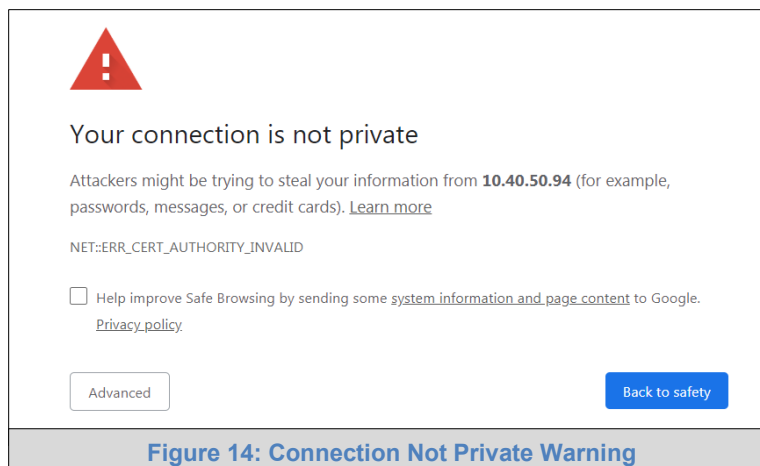 Your connection is not private
Attackers might be trying to steal your information from 10.40.50.94 (for example,
passwords, messages, or credit cards). Learn more
NET::ERR_CERT_AUTHORITY_INVALID
Help improve Safe Browsing by sending some system information and page content to Google.
Privacy policy
Advanced
Back to safety
Figure 14: Connection Not Private Warning